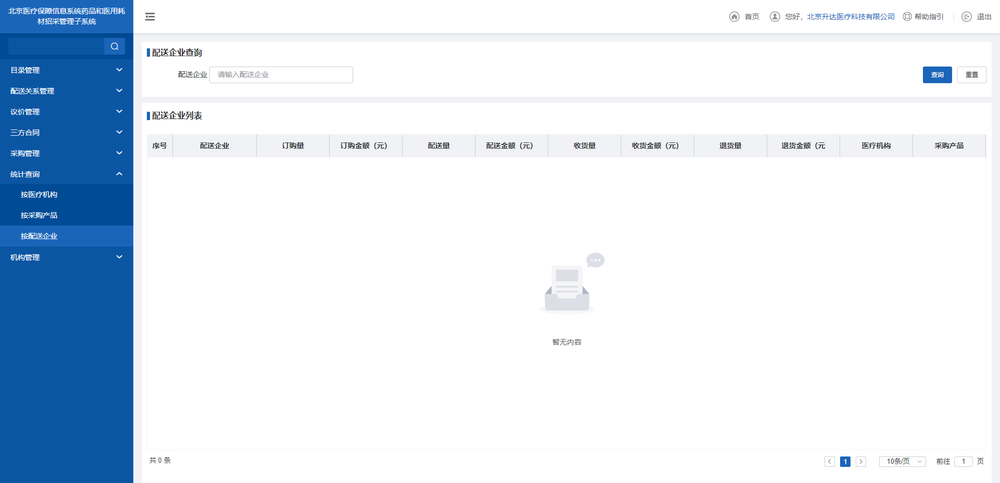 北京医疗保障信息系统药品和医用耗
材招采管理子系统
首页
您好，北京升达医疗科技有限公司
帮助指引
退出
目录管理
配送关系管理
议价管理
三方合同
采购管理
统计查询
按医疗机构
按采购产品
按配送企业
机构管理
配送企业查询
配送企业 请输入配送企业
查询 重置
配送企业列表
序号 配送企业 订购量 订购金额（元） 配送量 配送金额（元） 收货量 收货金额（元） 退货量 退货金额（元 医疗机构 采购产品
暂无内容
共 0 条
1 10条/页 前往 1 页